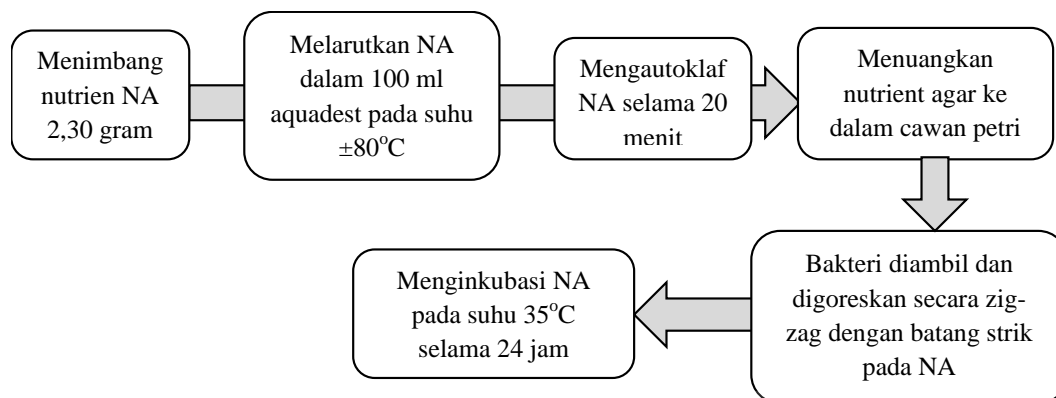 Menimbang
nutrien NA
2,30 gram
Melarutkan NA
dalam 100 ml
aquadest pada suhu
±80°C
Mengautoklaf
NA selama 20
menit
Menuangkan
nutrient agar ke
dalam cawan petri
Bakteri diambil dan
digoreskan secara zig-
zag dengan batang strik
pada NA
Menginkubasi NA
pada suhu 35°C
selama 24 jam